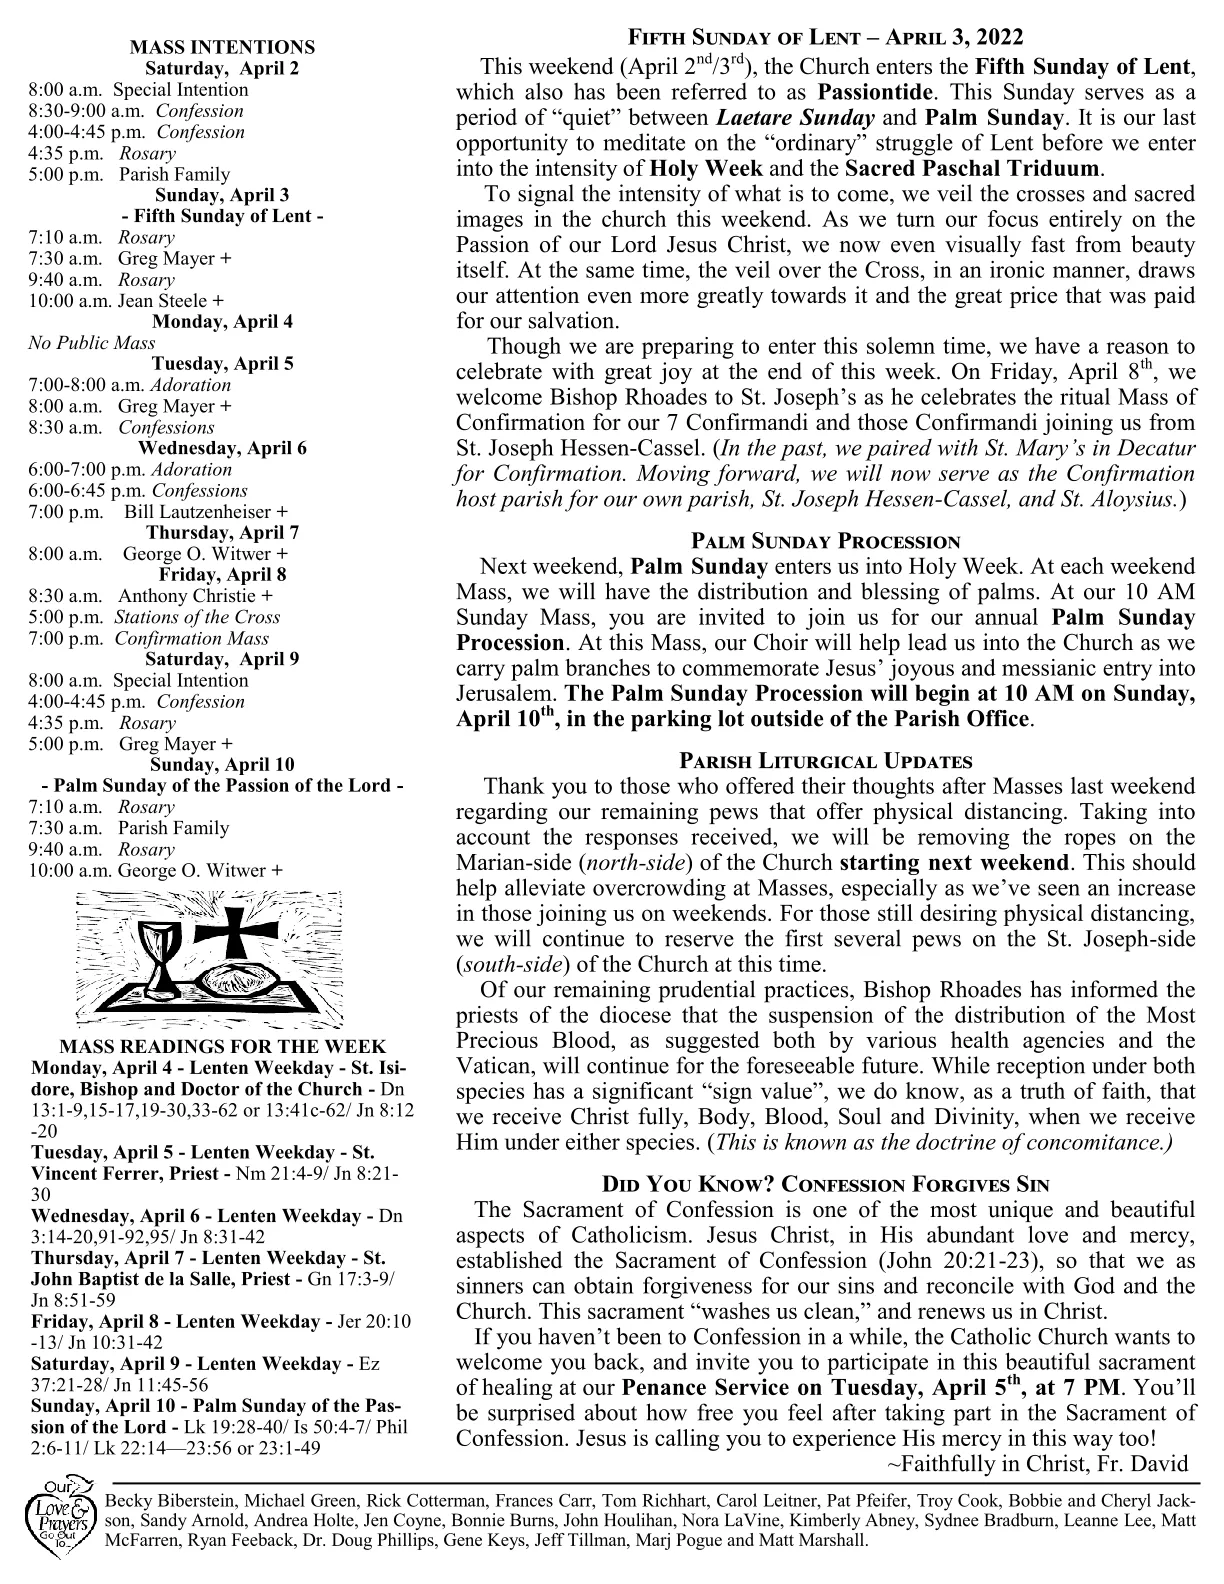 MASS INTENTIONS
Saturday, April 2
8:00 a.m. Special Intention
8:30-9:00 a.m. Confession
4:00-4:45 p.m. Confession
4:35 p.m. Rosary
5:00 p.m. Parish Family
Sunday, April 3
- Fifth Sunday of Lent -
7:10 a.m. Rosary
7:30 a.m. Greg Mayer +
9:40 a.m. Rosary
10:00 a.m. Jean Steele +
Monday, April 4
No Public Mass
Tuesday, April 5
7:00-8:00 a.m. Adoration
8:00 a.m. Greg Mayer +
8:30 a.m. Confessions
Wednesday, April 6
6:00-7:00 p.m. Adoration
6:00-6:45 p.m. Confessions
7:00 p.m. Bill Lautzenheiser +
Thursday, April 7
8:00 a.m. George O. Witwer +
Friday, April 8
8:30 a.m. Anthony Christie +
5:00 p.m. Stations of the Cross
7:00 p.m. Confirmation Mass
Saturday, April 9
8:00 a.m. Special Intention
4:00-4:45 p.m. Confession
4:35 p.m. Rosary
5:00 p.m. Greg Mayer +
Sunday, April 10
- Palm Sunday of the Passion of the Lord -
7:10 a.m. Rosary
7:30 a.m. Parish Family
9:40 a.m. Rosary
10:00 a.m. George O. Witwer +
MASS READINGS FOR THE WEEK
Monday, April 4 - Lenten Weekday - St. Isi-
dore, Bishop and Doctor of the Church - Dn
13:1-9,15-17,19-30,33-62 or 13:41c-62/ Jn 8:12
-20
Tuesday, April 5 - Lenten Weekday - St.
Vincent Ferrer, Priest - Nm 21:4-9/ Jn 8:21-
30
Wednesday, April 6 - Lenten Weekday - Dn
3:14-20,91-92,95/ Jn 8:31-42
Thursday, April 7 - Lenten Weekday - St.
John Baptist de la Salle, Priest - Gn 17:3-9/
Jn 8:51-59
Friday, April 8 - Lenten Weekday - Jer 20:10
-13/ Jn 10:31-42
Saturday, April 9 - Lenten Weekday - Ez
37:21-28/ Jn 11:45-56
Sunday, April 10 - Palm Sunday of the Pas-
sion of the Lord - Lk 19:28-40/ Is 50:4-7/ Phil
2:6-11/ Lk 22:14—23:56 or 23:1-49
FIFTH SUNDAY OF LENT – APRIL 3, 2022
This weekend (April 2nd/3rd), the Church enters the Fifth Sunday of Lent,
which also has been referred to as Passiontide. This Sunday serves as a
period of “quiet” between Laetare Sunday and Palm Sunday. It is our last
opportunity to meditate on the “ordinary” struggle of Lent before we enter
into the intensity of Holy Week and the Sacred Paschal Triduum.
To signal the intensity of what is to come, we veil the crosses and sacred
images in the church this weekend. As we turn our focus entirely on the
Passion of our Lord Jesus Christ, we now even visually fast from beauty
itself. At the same time, the veil over the Cross, in an ironic manner, draws
our attention even more greatly towards it and the great price that was paid
for our salvation.
Though we are preparing to enter this solemn time, we have a reason to
celebrate with great joy at the end of this week. On Friday, April 8th, we
welcome Bishop Rhoades to St. Joseph’s as he celebrates the ritual Mass of
Confirmation for our 7 Confirmandi and those Confirmandi joining us from
St. Joseph Hessen-Cassel. (In the past, we paired with St. Mary’s in Decatur
for Confirmation. Moving forward, we will now serve as the Confirmation
host parish for our own parish, St. Joseph Hessen-Cassel, and St. Aloysius.)
PALM SUNDAY PROCESSION
Next weekend, Palm Sunday enters us into Holy Week. At each weekend
Mass, we will have the distribution and blessing of palms. At our 10 AM
Sunday Mass, you are invited to join us for our annual Palm Sunday
Procession. At this Mass, our Choir will help lead us into the Church as we
carry palm branches to commemorate Jesus’ joyous and messianic entry into
Jerusalem. The Palm Sunday Procession will begin at 10 AM on Sunday,
April 10th, in the parking lot outside of the Parish Office.
PARISH LITURGICAL UPDATES
Thank you to those who offered their thoughts after Masses last weekend
regarding our remaining pews that offer physical distancing. Taking into
account the responses received, we will be removing the ropes on the
Marian-side (north-side) of the Church starting next weekend. This should
help alleviate overcrowding at Masses, especially as we’ve seen an increase
in those joining us on weekends. For those still desiring physical distancing,
we will continue to reserve the first several pews on the St. Joseph-side
(south-side) of the Church at this time.
Of our remaining prudential practices, Bishop Rhoades has informed the
priests of the diocese that the suspension of the distribution of the Most
Precious Blood, as suggested both by various health agencies and the
Vatican, will continue for the foreseeable future. While reception under both
species has a significant “sign value”, we do know, as a truth of faith, that
we receive Christ fully, Body, Blood, Soul and Divinity, when we receive
Him under either species. (This is known as the doctrine of concomitance.)
DID YOU KNOW? CONFESSION FORGIVES SIN
The Sacrament of Confession is one of the most unique and beautiful
aspects of Catholicism. Jesus Christ, in His abundant love and mercy,
established the Sacrament of Confession (John 20:21-23), so that we as
sinners can obtain forgiveness for our sins and reconcile with God and the
Church. This sacrament “washes us clean,” and renews us in Christ.
If you haven’t been to Confession in a while, the Catholic Church wants to
welcome you back, and invite you to participate in this beautiful sacrament
of healing at our Penance Service on Tuesday, April 5th, at 7 PM. You’ll
be surprised about how free you feel after taking part in the Sacrament of
Confession. Jesus is calling you to experience His mercy in this way too!
~Faithfully in Christ, Fr. David
Our
Love &
Prayers
Go Out
To...
Becky Biberstein, Michael Green, Rick Cotterman, Frances Carr, Tom Richhart, Carol Leitner, Pat Pfeifer, Troy Cook, Bobbie and Cheryl Jack-
son, Sandy Arnold, Andrea Holte, Jen Coyne, Bonnie Burns, John Houlihan, Nora LaVine, Kimberly Abney, Sydnee Bradburn, Leanne Lee, Matt
McFarren, Ryan Feeback, Dr. Doug Phillips, Gene Keys, Jeff Tillman, Marj Pogue and Matt Marshall.